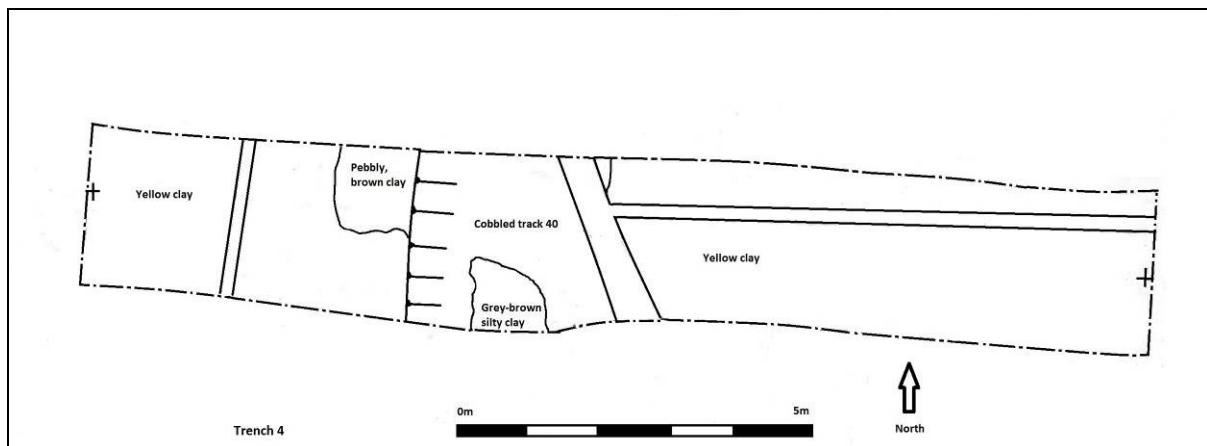 Pebbly,
brown clay
Yellow clay
Cobbled track 40
Yellow clay
Grey-brown
silty clay
0m
5m
Trench 4
North